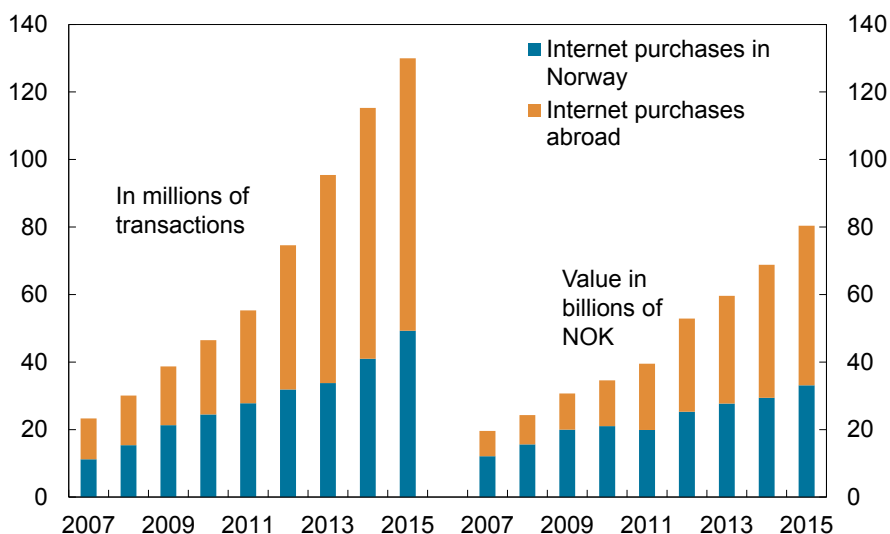 140
120
100
80
60
40
20
0
Internet purchases in
Norway
Internet purchases
abroad
In millions of
transactions
Value in
billions of
NOK
140
120
100
80
60
40
20
0
2007 2009 2011 2013 2015 2007 2009 2011 2013 2015